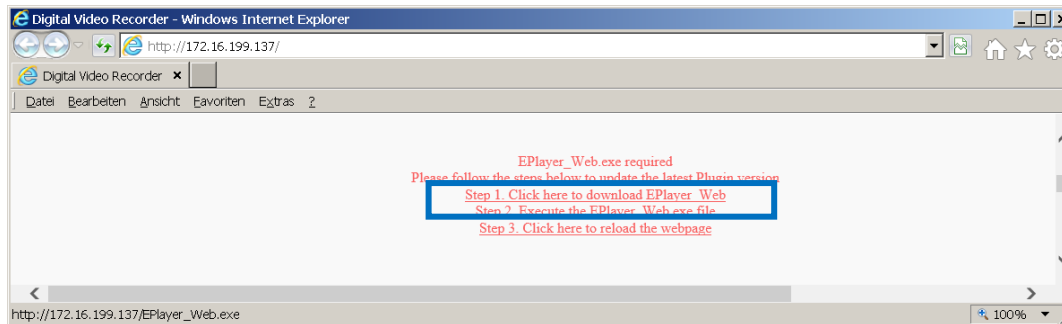 Digital Video Recorder - Windows Internet Explorer
http://172.16.199.137/
Digital Video Recorder
Datei Bearbeiten Ansicht Favoriten Extras ?
EPlayer_Web.exe required
Please follow the steps below to update the latest Plugin version
Step 1. Click here to download EPlayer_Web
Step 2. Execute the EPlayer_Web.exe file
Step 3. Click here to reload the webpage
http://172.16.199.137/EPlayer_Web.exe
100%